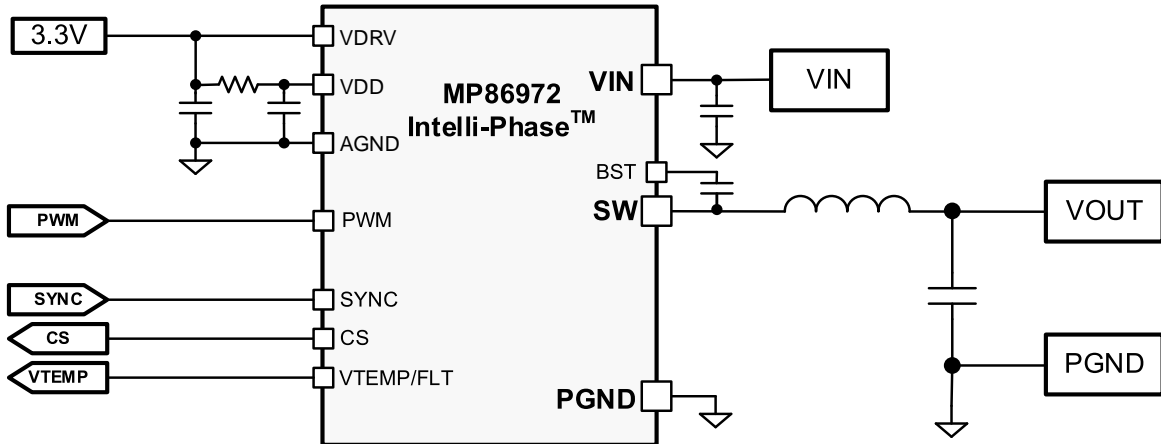 3.3V
VDRV
VDD
AGND
PWM
PWM
SYNC
SYNC
CS
CS
VTEMP
VTEMP/FLT
MP86972
Intelli-Phase™
VIN
VIN
BST
SW
VOUT
PGND
PGND